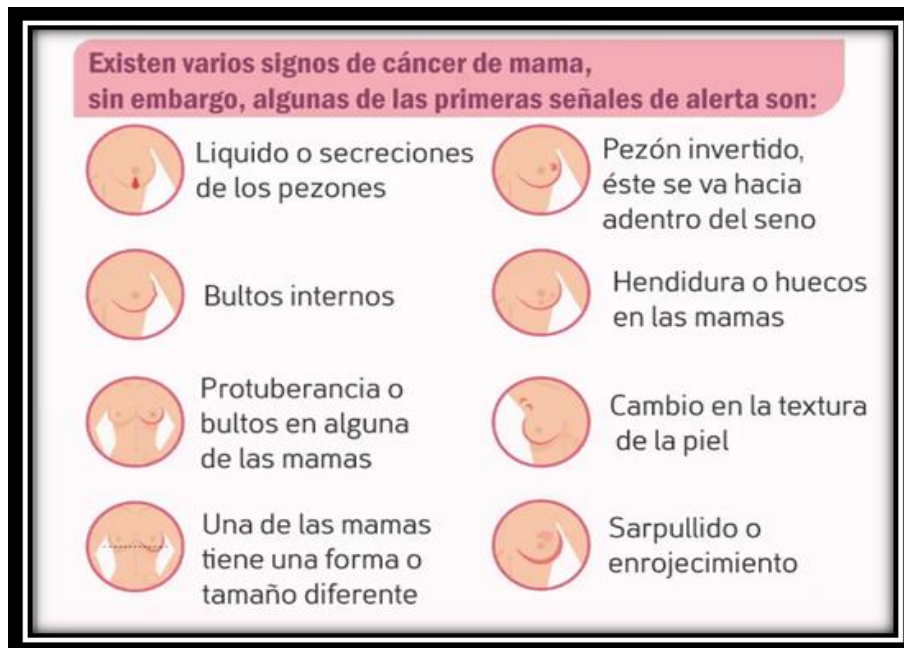 Existen varios signos de cáncer de mama,
sin embargo, algunas de las primeras señales de alerta son:
Liquido o secreciones
de los pezones
Bultos internos
Protuberancia o
bultos en alguna
de las mamas
Una de las mamas
tiene una forma o
tamaño diferente
Pezón invertido,
éste se va hacia
adentro del seno
Hendidura o huecos
en las mamas
Cambio en la textura
de la piel
Sarpullido o
enrojecimiento